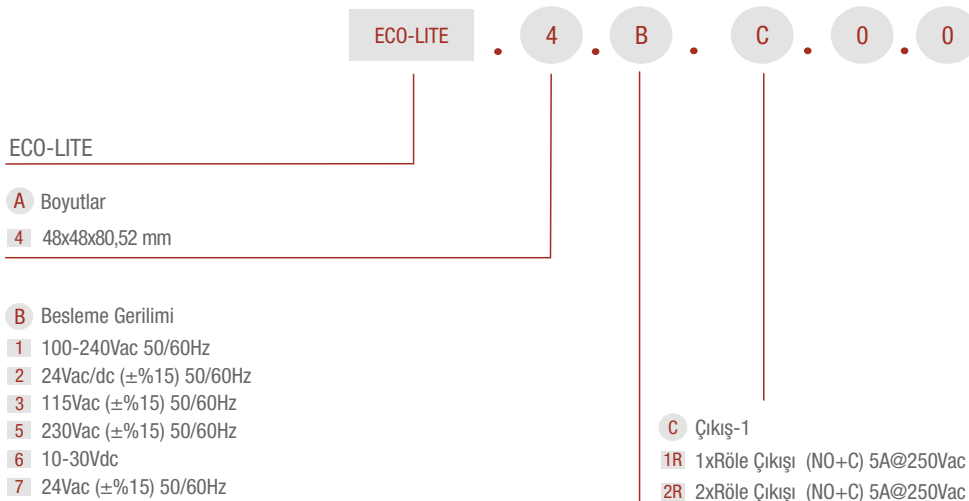 ECO-LITE . 4 . B . C . 0 . 0
ECO-LITE
A Boyutlar
4 48x48x80,52 mm
B Besleme Gerilimi
1 100-240Vac 50/60Hz
2 24Vac/dc (±%15) 50/60Hz
3 115Vac (±%15) 50/60Hz
5 230Vac (±%15) 50/60Hz
6 10-30Vdc
7 24Vac (±%15) 50/60Hz
C Çıkış-1
1R 1xRöle Çıkışı (NO+C) 5A@250Vac
2R 2xRöle Çıkışı (NO+C) 5A@250Vac